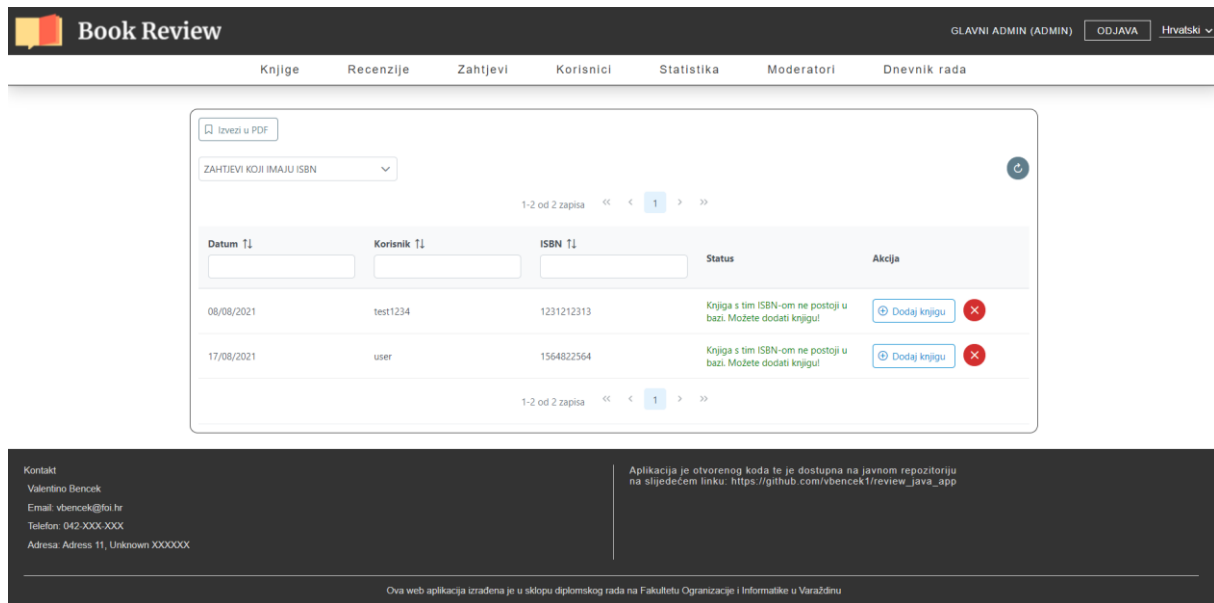 Book Review
GLAVNI ADMIN (ADMIN) ODJAVA Hrvatski
Knjige Recenzije Zahtjevi Korisnici Statistika Moderatori Dnevnik rada
Izvezi u PDF
ZAHTJEVI KOJI IMAJU ISBN
1-2 od 2 zapisa << < 1 > >>
Datum Korisnik ISBN Status Akcija
08/08/2021 test1234 1231212313 Knjiga s tim ISBN-om ne postoji u
bazi. Možete dodati knjigu! Dodaj knjigu
17/08/2021 user 1564822564 Knjiga s tim ISBN-om ne postoji u
bazi. Možete dodati knjigu! Dodaj knjigu
1-2 od 2 zapisa << < 1 > >>
Kontakt
Valentino Bencek
Email: vbencek@foi.hr
Telefon: 042-XXX-XXX
Adresa: Adress 11, Unknown XXXXXX
Aplikacija je otvorenog koda te je dostupna na javnom repozitoriju
na slijedećem linku: https://github.com/vbencek1/review_java_app
Ova web aplikacija izrađena je u sklopu diplomskog rada na Fakultetu Ogranizacije i Informatike u Varaždinu